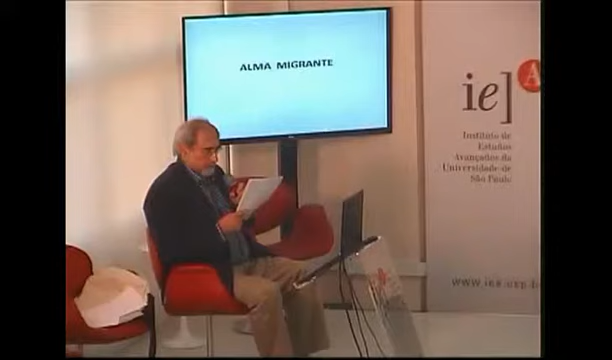 ALMA MIGRANTE
ie]A
Instituto de
Estudos
Avançados da
Universidade de
São Paulo
www.iea.usp.b